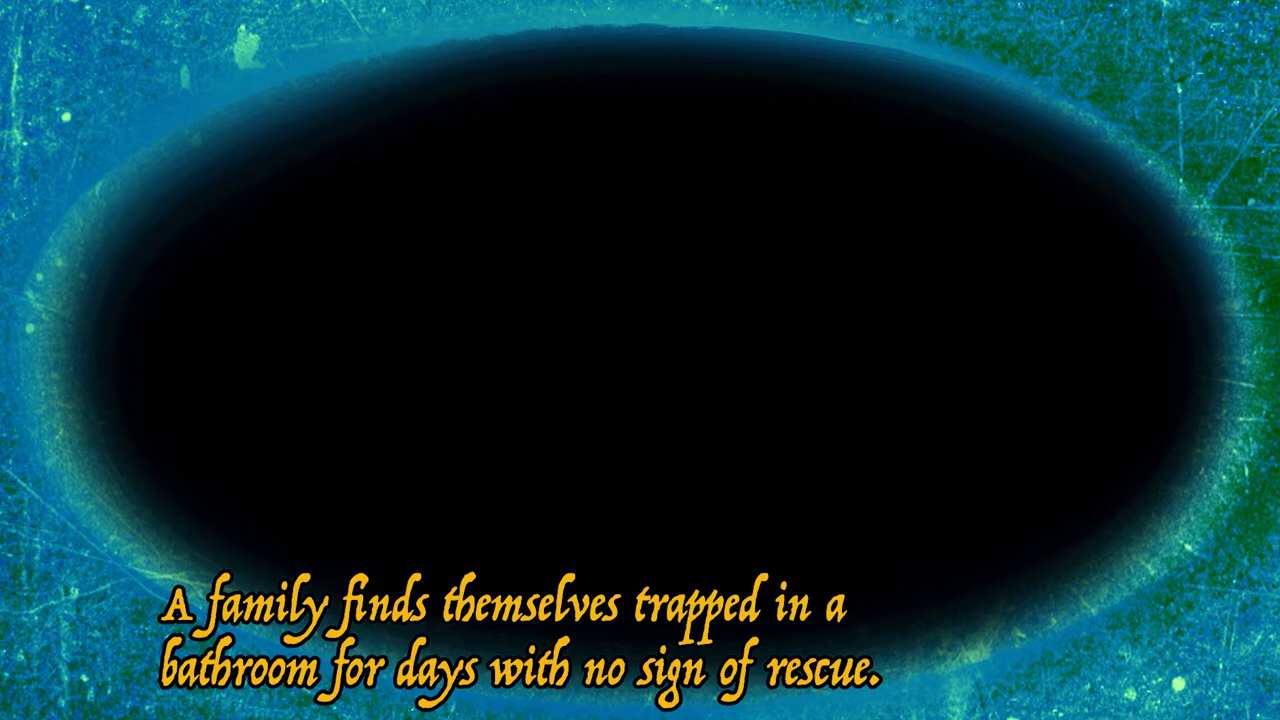 A family finds themselves trapped in a
bathroom for days with no sign of rescue.